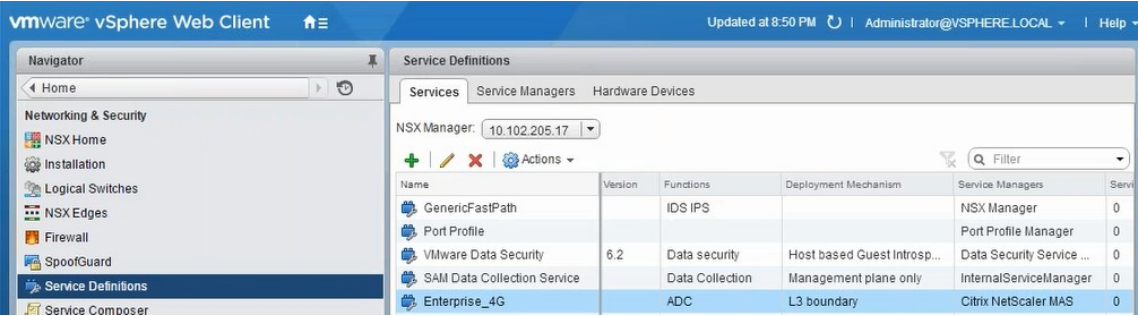 vmware® vSphere Web Client Updated at 8:50 PM | Administrator@VSPHERE.LOCAL | Help
Navigator
Home
Networking & Security
NSX Home
Installation
Logical Switches
NSX Edges
Firewall
SpoofGuard
Service Definitions
Service Composer
Service Definitions
Services Service Managers Hardware Devices
NSX Manager: 10.102.205.17
Actions Filter
Name Version Functions Deployment Mechanism Service Managers Servi
GenericFastPath IDS IPS NSX Manager 0
Port Profile Port Profile Manager 0
VMware Data Security 6.2 Data security Host based Guest Introsp... Data Security Service ... 0
SAM Data Collection Service Data Collection Management plane only InternalServiceManager 0
Enterprise_4G ADC L3 boundary Citrix NetScaler MAS 0